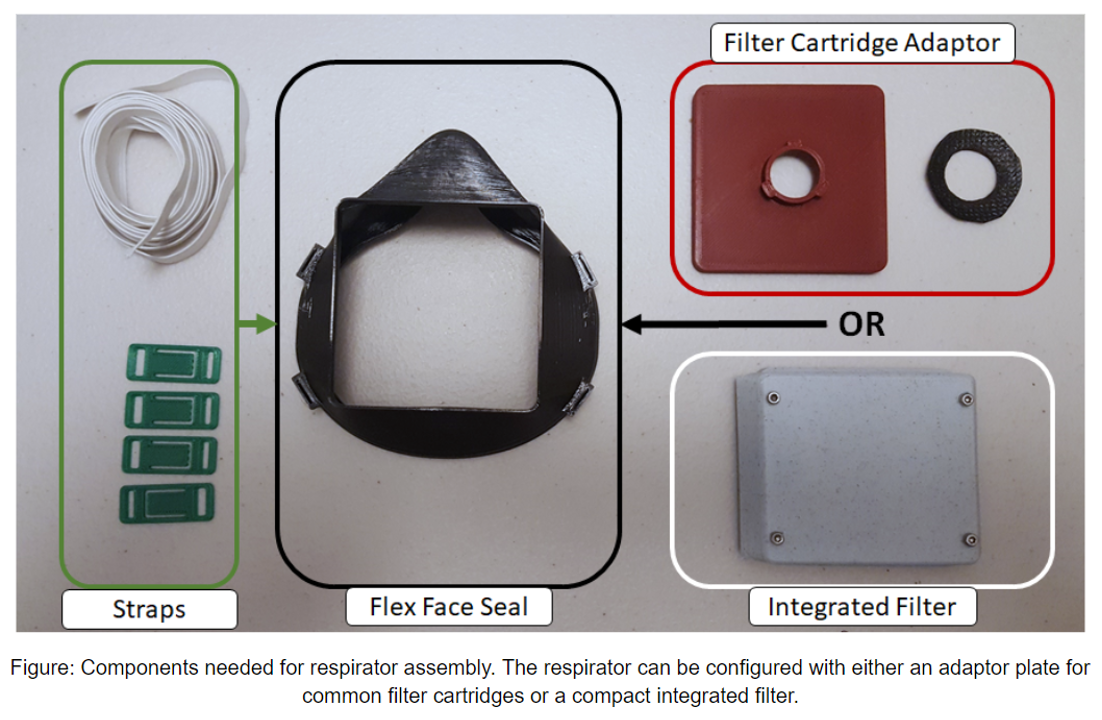 Filter Cartridge Adaptor
OR
Straps
Flex Face Seal
Integrated Filter
Figure: Components needed for respirator assembly. The respirator can be configured with either an adaptor plate for
common filter cartridges or a compact integrated filter.